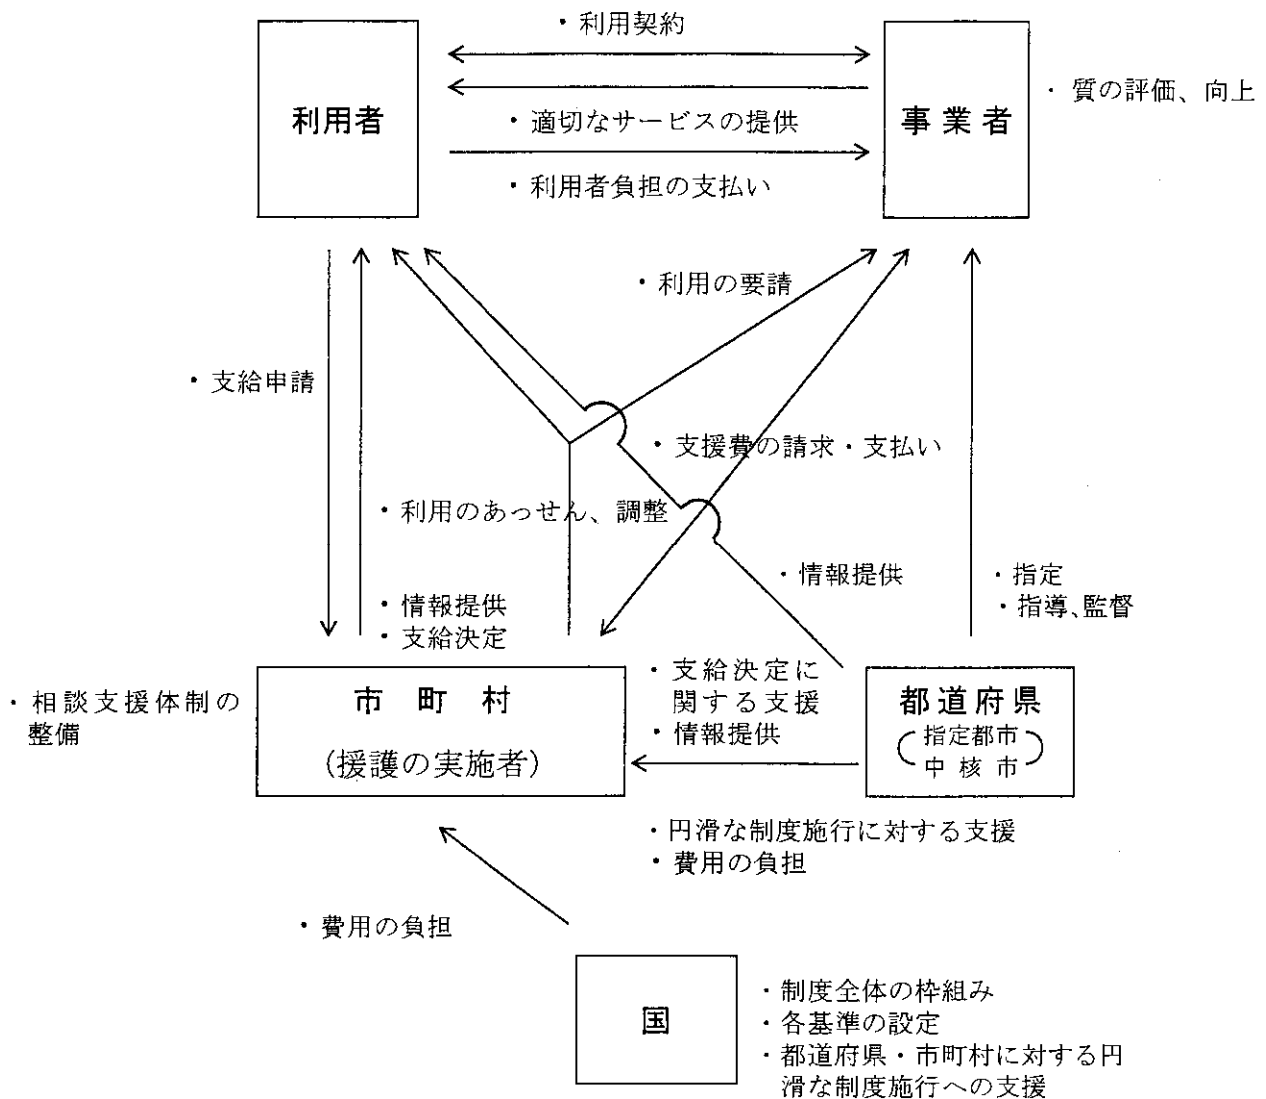 ・利用契約
利用者
事業者
・質の評価、向上
・適切なサービスの提供
・利用者負担の支払い
・利用の要請
・支給申請
・支援費の請求・支払い
・利用のあっせん、調整
・情報提供
・支給決定
・情報提供
・指定
・指導、監督
・相談支援体制の
整備
市町村
(援護の実施者)
・支給決定に
関する支援
・情報提供
都道府県
指定都市
中核市
・円滑な制度施行に対する支援
・費用の負担
・費用の負担
国
・制度全体の枠組み
・各基準の設定
・都道府県・市町村に対する円
滑な制度施行への支援